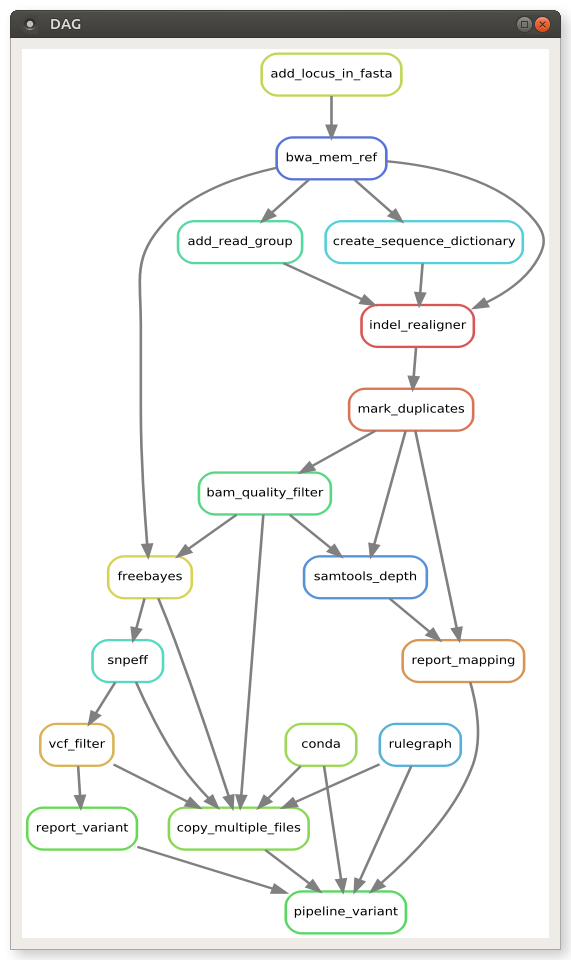 DAG
add_locus_in_fasta
bwa_mem_ref
add_read_group
create_sequence_dictionary
indel_realigner
mark_duplicates
bam_quality_filter
freebayes
samtools_depth
snpeff
report_mapping
vcf_filter
conda
rulegraph
report_variant
copy_multiple_files
pipeline_variant